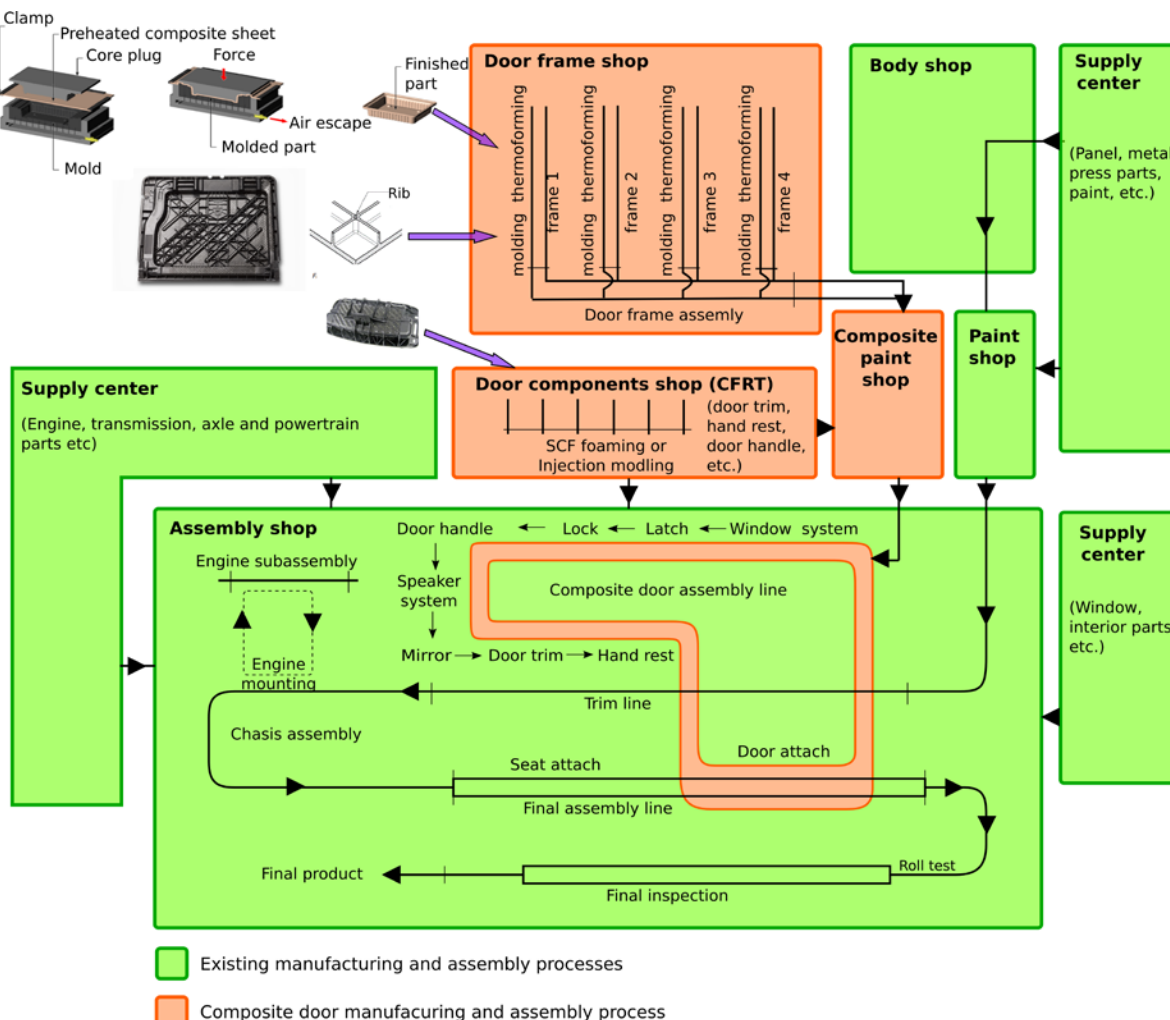 Clamp
Preheated composite sheet
Core plug
Force
Finished
part
Air escape
Molded part
Mold
Rib
Door frame shop
molding thermoforming
frame 1
molding thermoforming
frame 2
molding thermoforming
frame 3
molding thermoforming
frame 4
Door frame assemly
Body shop
Supply
center
(Panel, metal
press parts,
paint, etc.)
Composite
paint
shop
Paint
shop
Supply center
(Engine, transmission, axle and powertrain
parts etc)
Door components shop (CFRT)
(door trim,
hand rest,
door handle,
etc.)
SCF foaming or
Injection modling
Assembly shop
Door handle
Lock
Latch
Window system
Engine subassembly
Speaker
system
Composite door assembly line
Mirror
Door trim
Hand rest
Engine
mounting
Trim line
Chasis assembly
Door attach
Seat attach
Final assembly line
Final product
Roll test
Final inspection
Supply
center
(Window,
interior parts
etc.)
Existing manufacturing and assembly processes
Composite door manufacuring and assembly process